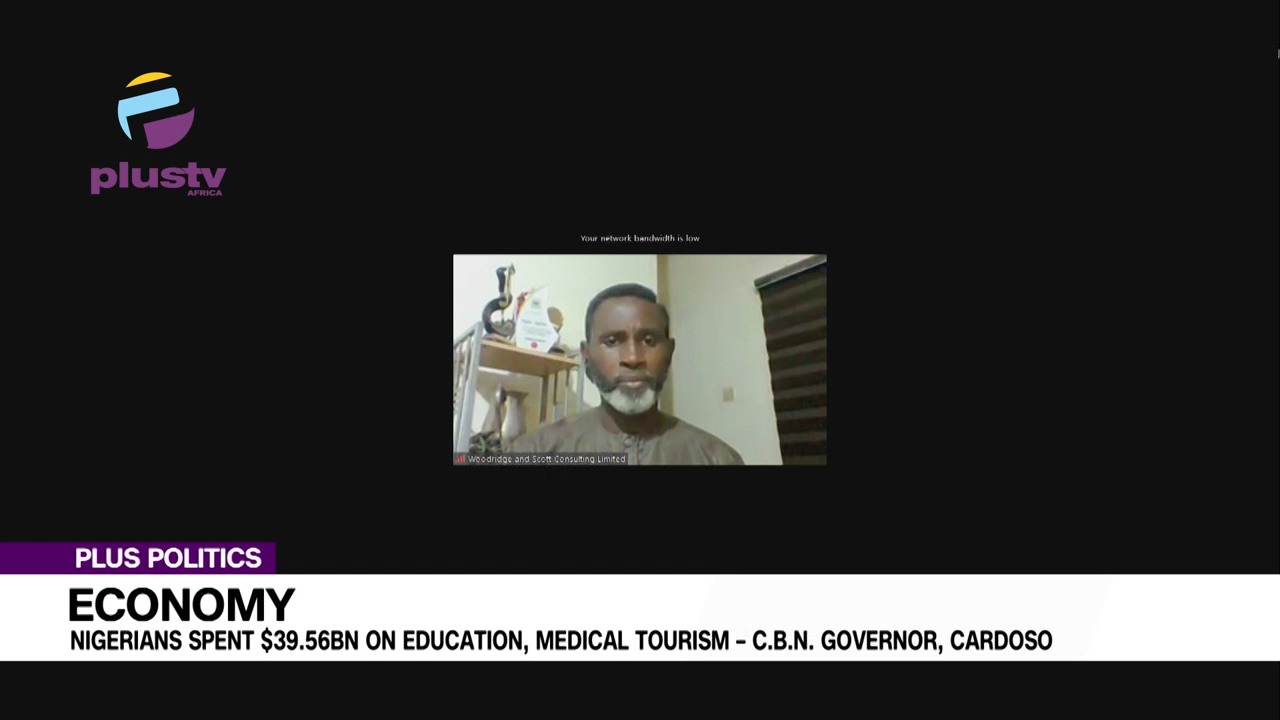 plustv
AFRICA
Your network bandwidth is low
Woodridge and Scott Consulting Limited
PLUS POLITICS
ECONOMY
NIGERIANS SPENT $39.56BN ON EDUCATION, MEDICAL TOURISM – C.B.N. GOVERNOR, CARDOSO